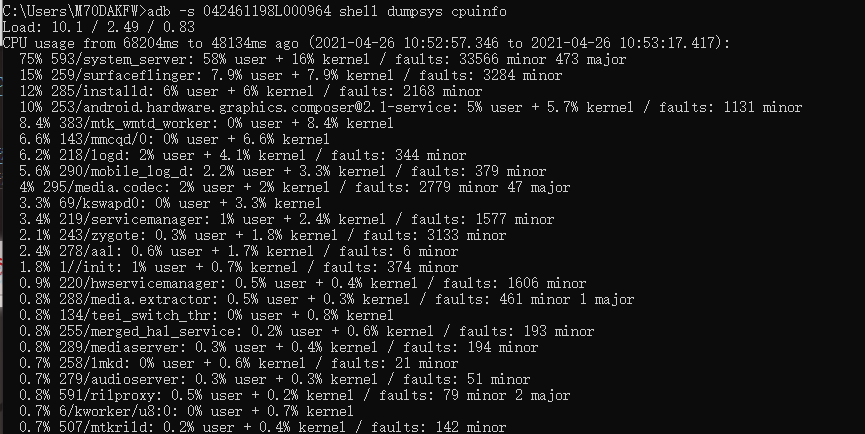 C:\Users\M70DAKFW>adb -s 042461198L000964 shell dumpsys cpuinfo
Load: 10.1 / 2.49 / 0.83
CPU usage from 68204ms to 48134ms ago (2021-04-26 10:52:57.346 to 2021-04-26 10:53:17.417):
75% 593/system_server: 58% user + 16% kernel / faults: 33566 minor 473 major
15% 259/surfaceflinger: 7.9% user + 7.9% kernel / faults: 3284 minor
12% 285/installd: 6% user + 6% kernel / faults: 2168 minor
10% 253/android.hardware.graphics.composer@2.1-service: 5% user + 5.7% kernel / faults: 1131 minor
8.4% 383/mtk_wmtd_worker: 0% user + 8.4% kernel
6.6% 143/mmcqd/0: 0% user + 6.6% kernel
6.2% 218/logd: 2% user + 4.1% kernel / faults: 344 minor
5.6% 290/mobile_log_d: 2.2% user + 3.3% kernel / faults: 379 minor
4% 295/media.codec: 2% user + 2% kernel / faults: 2779 minor 47 major
3.3% 69/kswapd0: 0% user + 3.3% kernel
3.4% 219/servicemanager: 1% user + 2.4% kernel / faults: 1577 minor
2.1% 243/zygote: 0.3% user + 1.8% kernel / faults: 3133 minor
2.4% 278/aal: 0.6% user + 1.7% kernel / faults: 6 minor
1.8% 1//init: 1% user + 0.7% kernel / faults: 374 minor
0.9% 220/hwservicemanager: 0.5% user + 0.4% kernel / faults: 1606 minor
0.8% 288/media.extractor: 0.5% user + 0.3% kernel / faults: 461 minor 1 major
0.8% 134/teei_switch_thr: 0% user + 0.8% kernel
0.8% 255/merged_hal_service: 0.2% user + 0.6% kernel / faults: 193 minor
0.8% 289/mediaserver: 0.3% user + 0.4% kernel / faults: 194 minor
0.7% 258/lmkd: 0% user + 0.6% kernel / faults: 21 minor
0.7% 279/audioserver: 0.3% user + 0.3% kernel / faults: 51 minor
0.8% 591/rilproxy: 0.5% user + 0.2% kernel / faults: 79 minor 2 major
0.7% 6/kworker/u8:0: 0% user + 0.7% kernel
0.7% 507/mtkrild: 0.2% user + 0.4% kernel / faults: 142 minor